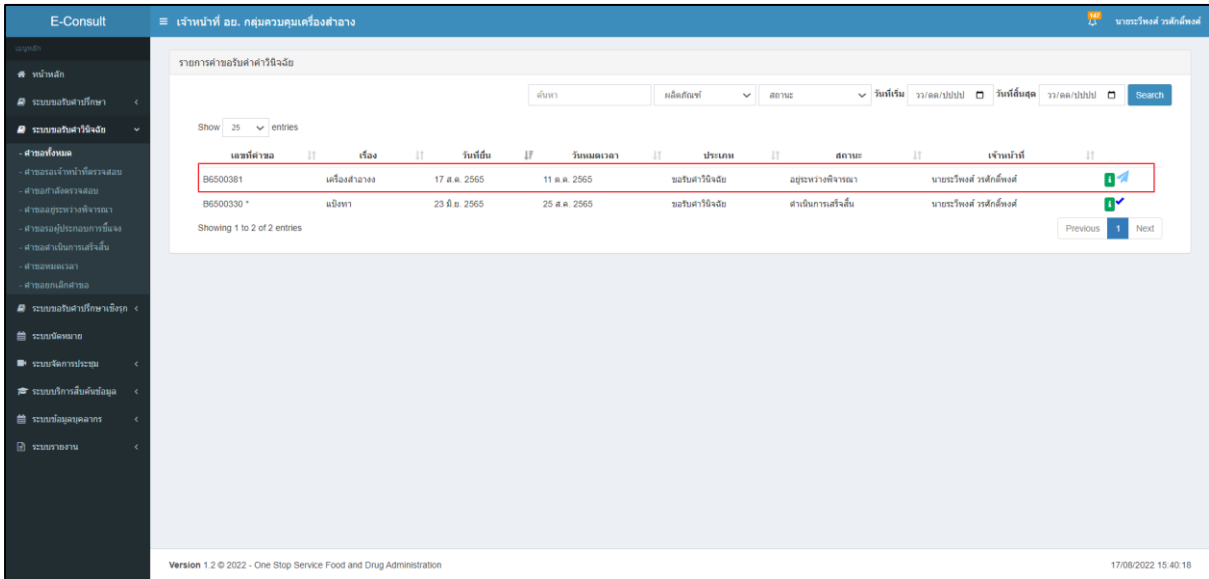 E-Consult
เจ้าหน้าที่ อย. กลุ่มควบคุมเครื่องสำอาง
147
นายระวีพงศ์ วรศักดิ์พงศ์
เมนูหลัก
หน้าหลัก
ระบบขอรับคำปรึกษา
ระบบขอรับคำวินิจฉัย
- คำขอทั้งหมด
- คำขอรอเจ้าหน้าที่ตรวจสอบ
- คำขอกำลังตรวจสอบ
- คำขออยู่ระหว่างพิจารณา
- คำขอรอผู้ประกอบการชี้แจง
- คำขอดำเนินการเสร็จสิ้น
- คำขอหมดเวลา
- คำขอยกเลิกคำขอ
ระบบขอรับคำปรึกษาเชิงรุก
ระบบนัดหมาย
ระบบจัดการประชุม
ระบบบริการสืบค้นข้อมูล
ระบบข้อมูลบุคลากร
ระบบรายงาน
รายการคำขอรับคำคำวินิจฉัย
ค้นหา ผลิตภัณฑ์ สถานะ วันที่เริ่ม วว/ดด/ปปปป วันที่สิ้นสุด วว/ดด/ปปปป Search
Show 25 entries
เลขที่คำขอ เรื่อง วันที่ยื่น วันหมดเวลา ประเภท สถานะ เจ้าหน้าที่
B6500381 เครื่องสำอางง 17 ส.ค. 2565 11 ต.ค. 2565 ขอรับคำวินิจฉัย อยู่ระหว่างพิจารณา นายระวีพงศ์ วรศักดิ์พงศ์
B6500330 * แป้งทา 23 มิ.ย. 2565 25 ส.ค. 2565 ขอรับคำวินิจฉัย ดำเนินการเสร็จสิ้น นายระวีพงศ์ วรศักดิ์พงศ์
Showing 1 to 2 of 2 entries
Previous 1 Next
Version 1.2 © 2022 - One Stop Service Food and Drug Administration
17/08/2022 15:40:18